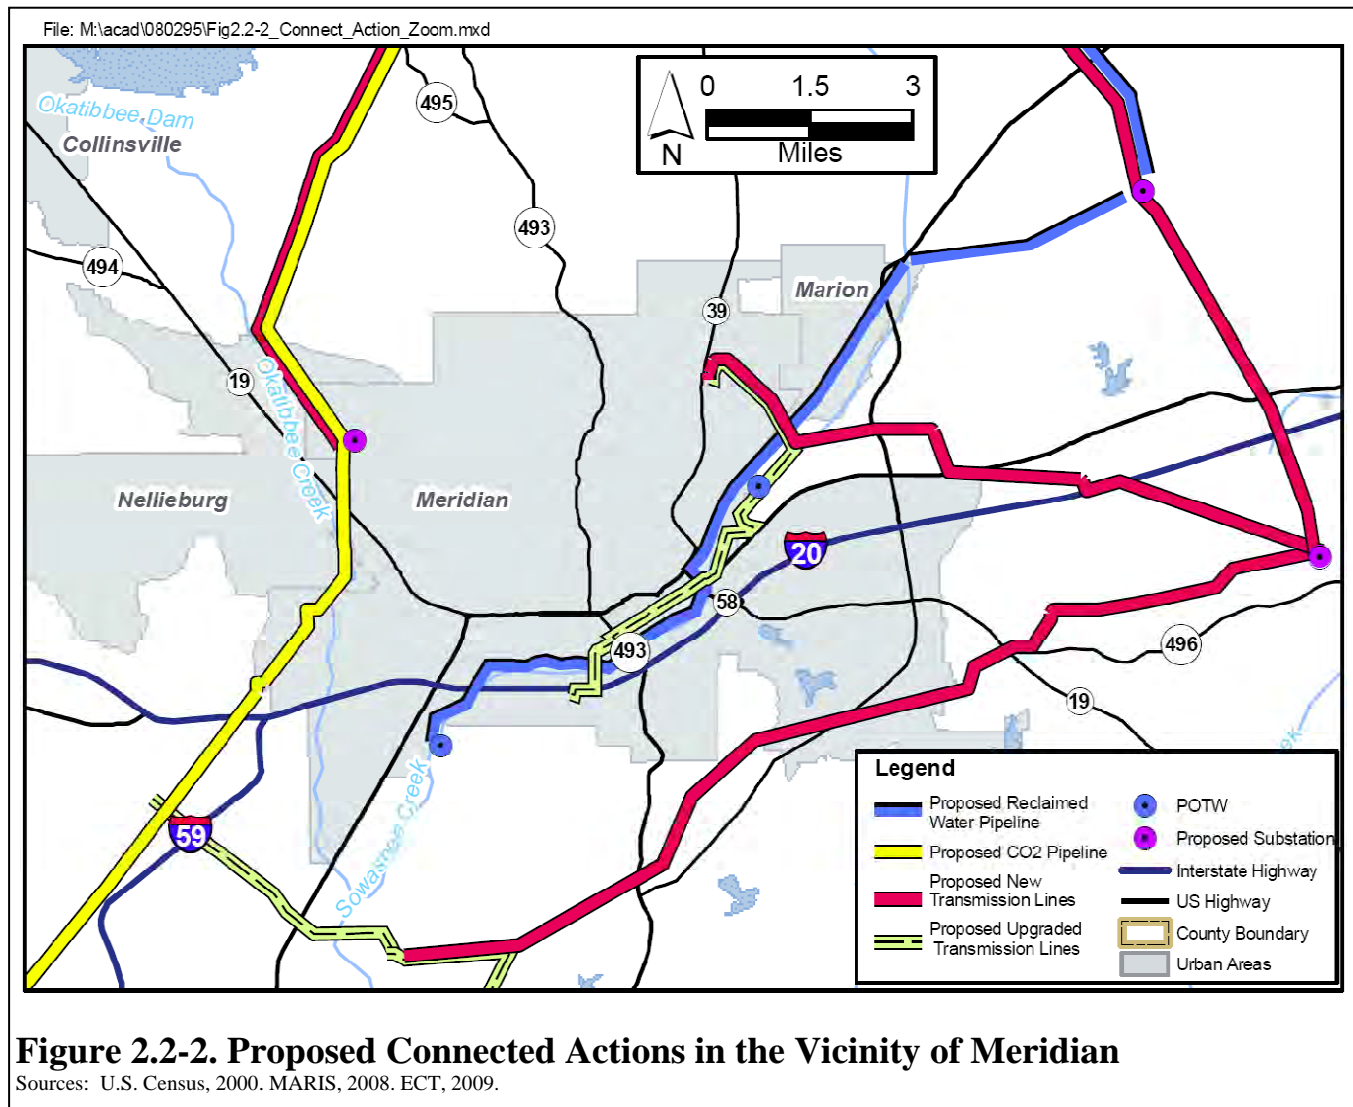 File: M:\acad\080295\Fig2.2-2_Connect_Action_Zoom.mxd
0 1.5 3
Miles
N
Okatibbee Dam
Collinsville
495
493
494
39
Marion
19
Okatibbee Creek
Nellieburg
Meridian
20
58
493
496
19
59
Sowashee Creek
Legend
Proposed Reclaimed
Water Pipeline
Proposed CO2 Pipeline
Proposed New
Transmission Lines
Proposed Upgraded
Transmission Lines
POTW
Proposed Substation
Interstate Highway
US Highway
County Boundary
Urban Areas
Figure 2.2-2. Proposed Connected Actions in the Vicinity of Meridian
Sources: U.S. Census, 2000. MARIS, 2008. ECT, 2009.